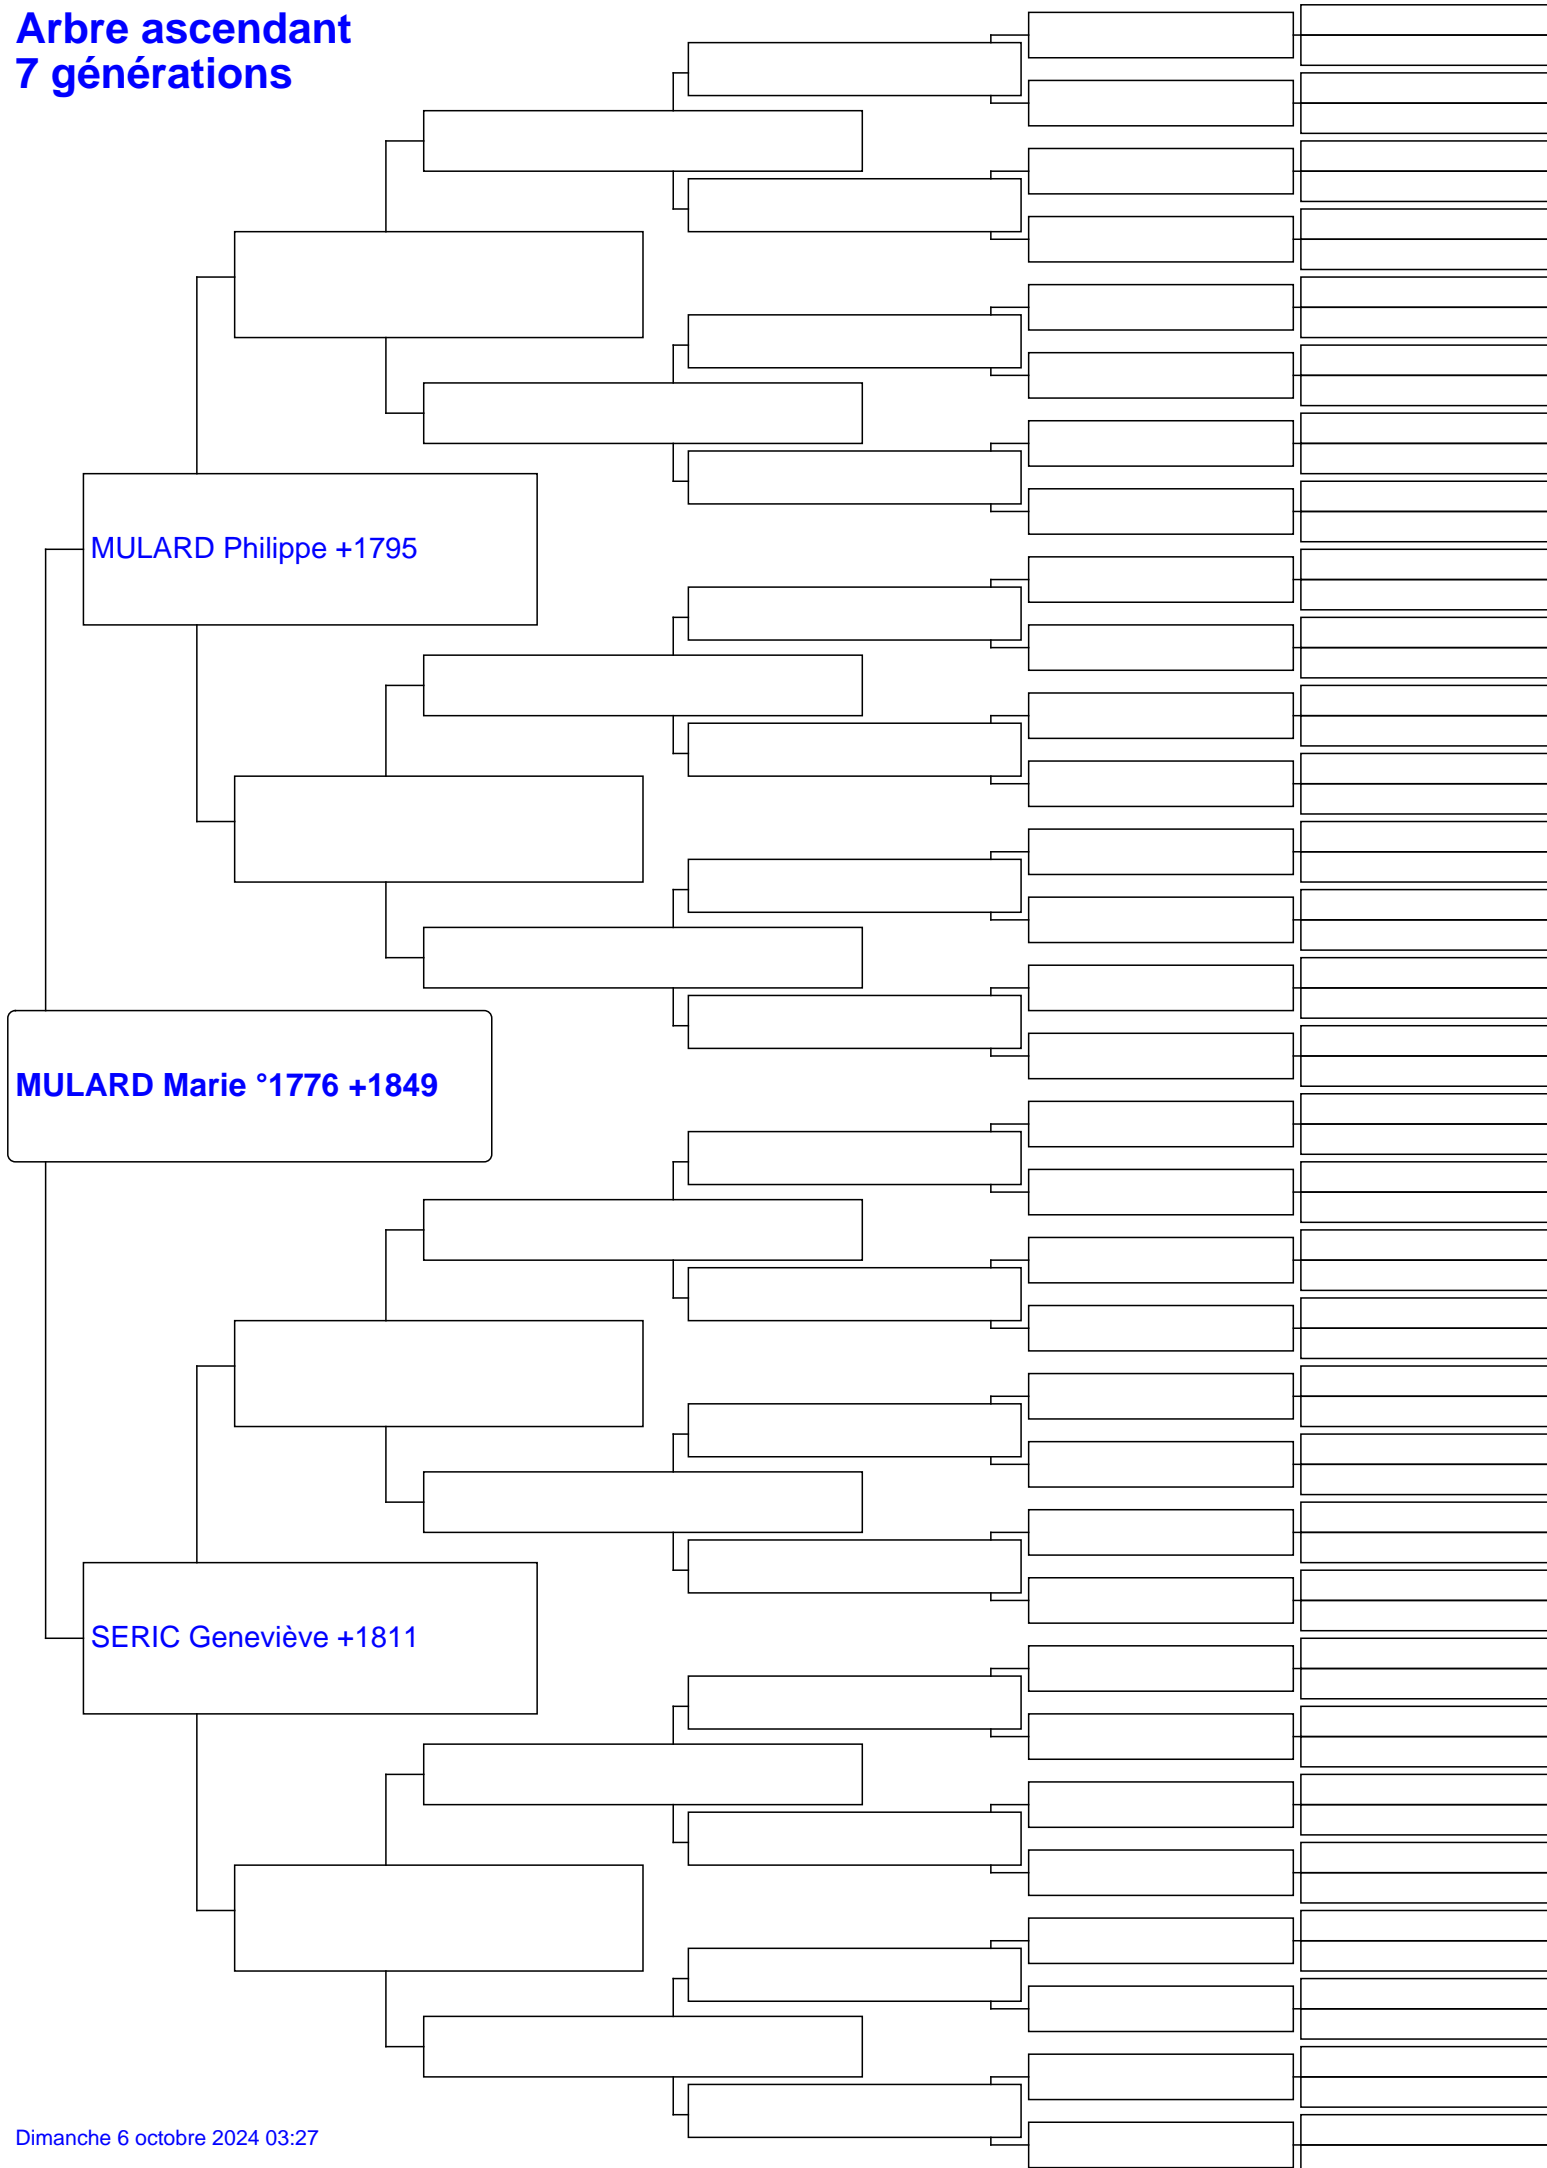 Arbre ascendant
7 générations
MULARD Philippe +1795
MULARD Marie °1776 +1849
SERIC Geneviève +1811
Dimanche 6 octobre 2024 03:27